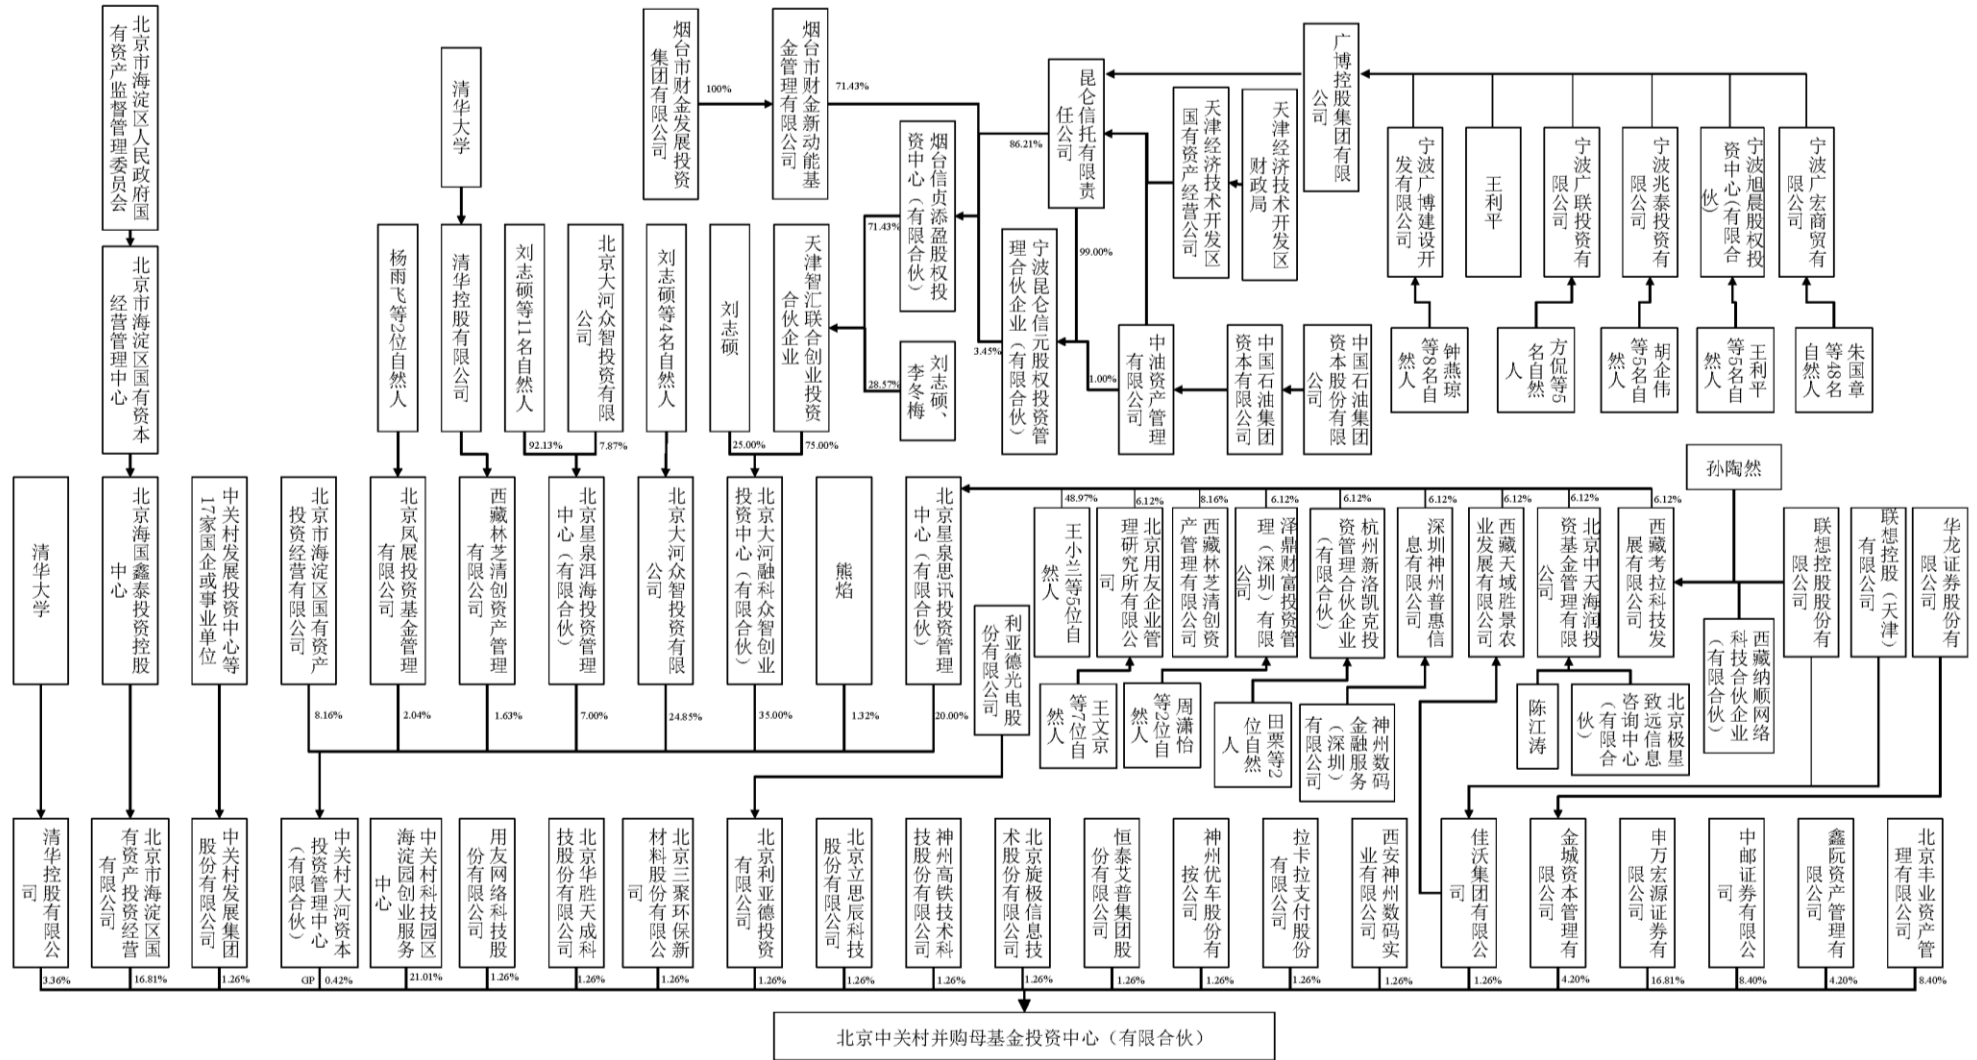 北京市海淀区人民政府国
有资产监督管理委员会
清华大学
烟台市财金发展投资
集团有限公司
100%
烟台市财金新动能基
金管理有限公司
71.43%
昆仑信托有限责
任公司
86.21%
天津经济技术开发区
国有资产经营公司
天津经济技术开发区
财政局
广博控股集团有限
公司
宁波广博建设开
发有限公司
王利平
宁波广联投资有
限公司
宁波兆泰投资有
限公司
宁波旭晨股权投
资中心（有限合
伙）
宁波广宏商贸有
限公司
烟台信贞添盈股权投
资中心（有限合伙）
71.43%
北京市海淀区国有资本
经营管理中心
杨雨飞等2位自然人
清华控股有限公司
刘志硕等11名自然人
92.13%
北京大河众智投资有限
公司
7.87%
刘志硕等4名自然人
刘志硕
25.00%
天津智汇联合创业投资
合伙企业
75.00%
刘志硕、
李冬梅
28.57%
宁波昆仑信元股权投资管
理合伙企业（有限合伙）
3.45%
99.00%
1.00%
中油资产管理
有限公司
中国石油集团
资本有限公司
中国石油集团
资本股份有限
公司
钟燕琼
等8名自
然人
方侃等5
名自然
人
胡企伟
等5名自
然人
王利平
等5名自
然人
朱国章
等48名
自然人
孙陶然
清华大学
北京海国鑫泰投资控股
中心
中关村发展投资中心等
17家国企或事业单位
北京市海淀区国有资产
投资经营有限公司
8.16%
北京凤展投资基金管理
有限公司
2.04%
西藏林芝清创资产管理
有限公司
1.63%
北京星泉洱海投资管理
中心（有限合伙）
7.00%
北京大河众智投资有限
公司
24.85%
北京大河融科众智创业
投资中心（有限合伙）
35.00%
熊焰
1.32%
北京星泉思讯投资管理
中心（有限合伙）
20.00%
利亚德光电股
份有限公司
48.97%
王小兰等5位自
然人
6.12%
北京用友企业管
理研究所有限公
司
8.16%
西藏林芝清创资
产管理有限公司
6.12%
泽鼎财富投资管
理（深圳）有限
公司
6.12%
杭州新洛凯克投
资管理合伙企业
（有限合伙）
6.12%
深圳神州普惠信
息有限公司
6.12%
西藏天域胜景农
业发展有限公司
6.12%
北京中天海润投
资基金管理有限
公司
6.12%
西藏考拉科技发
展有限公司
西藏纳顺网络
科技合伙企业
（有限合伙）
联想控股股份有
限公司
联想控股（天津）
有限公司
华龙证券股份有
限公司
王文京
等7位自
然人
周潇怡
等2位自
然人
田栗等2
位自然
人
神州数码
金融服务
（深圳）
有限公司
陈江涛
北京极星
致远信息
咨询中心
（有限合
伙）
清华控股有限公
司
3.36%
北京市海淀区国
有资产投资经营
有限公司
16.81%
中关村发展集团
股份有限公司
1.26%
中关村大河资本
投资管理中心
（有限合伙）
GP
0.42%
中关村科技园区
海淀园创业服务
中心
21.01%
用友网络科技股
份有限公司
1.26%
北京华胜天成科
技股份有限公司
1.26%
北京三聚环保新
材料股份有限公
司
1.26%
北京利亚德投资
有限公司
1.26%
北京立思辰科技
股份有限公司
1.26%
神州高铁技术科
技股份有限公司
1.26%
北京旋极信息技
术股份有限公司
1.26%
恒泰艾普集团股
份有限公司
1.26%
神州优车股份有
按公司
1.26%
拉卡拉支付股份
有限公司
1.26%
西安神州数码实
业有限公司
1.26%
佳沃集团有限公
司
1.26%
金城资本管理有
限公司
4.20%
申万宏源证券有
限公司
16.81%
中邮证券有限公
司
8.40%
鑫阮资产管理有
限公司
4.20%
北京丰业资产管
理有限公司
8.40%
北京中关村并购母基金投资中心（有限合伙）